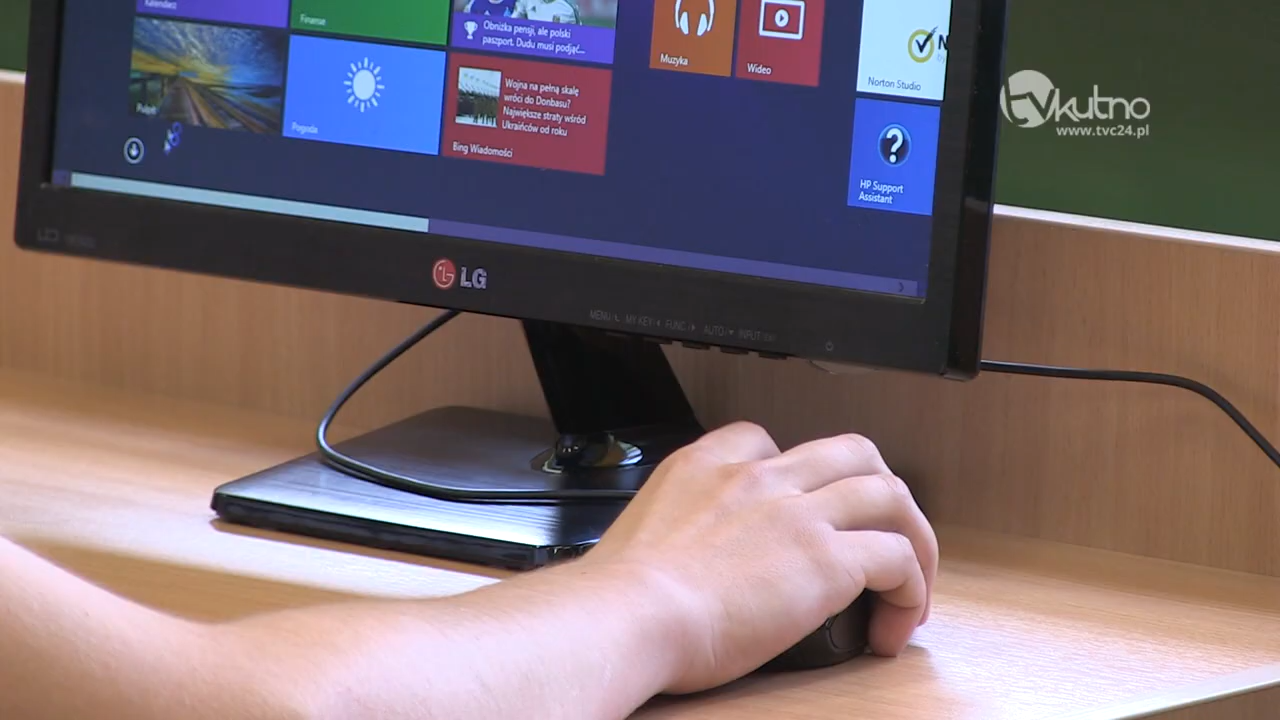 Kalendarz
Finanse
Obniżka pensji, ale polski
paszport. Dudu musi podjąć...
Muzyka
Wideo
Norton Studio
Pulpit
Pogoda
Wojna na pełną skalę
wróci do Donbasu?
Największe straty wśród
Ukraińców od roku
Bing Wiadomości
?
HP Support
Assistant
tvkutno
www.tvc24.pl
LG
MENU MY KEY FUNC. AUTO INPUT